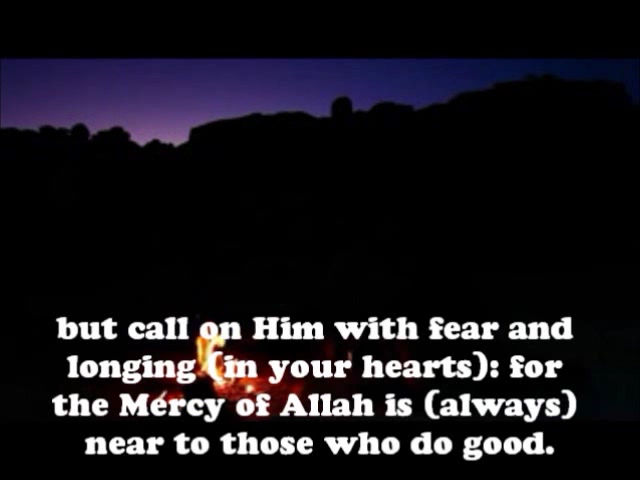 but call on Him with fear and
longing (in your hearts): for
the Mercy of Allah is (always)
near to those who do good.